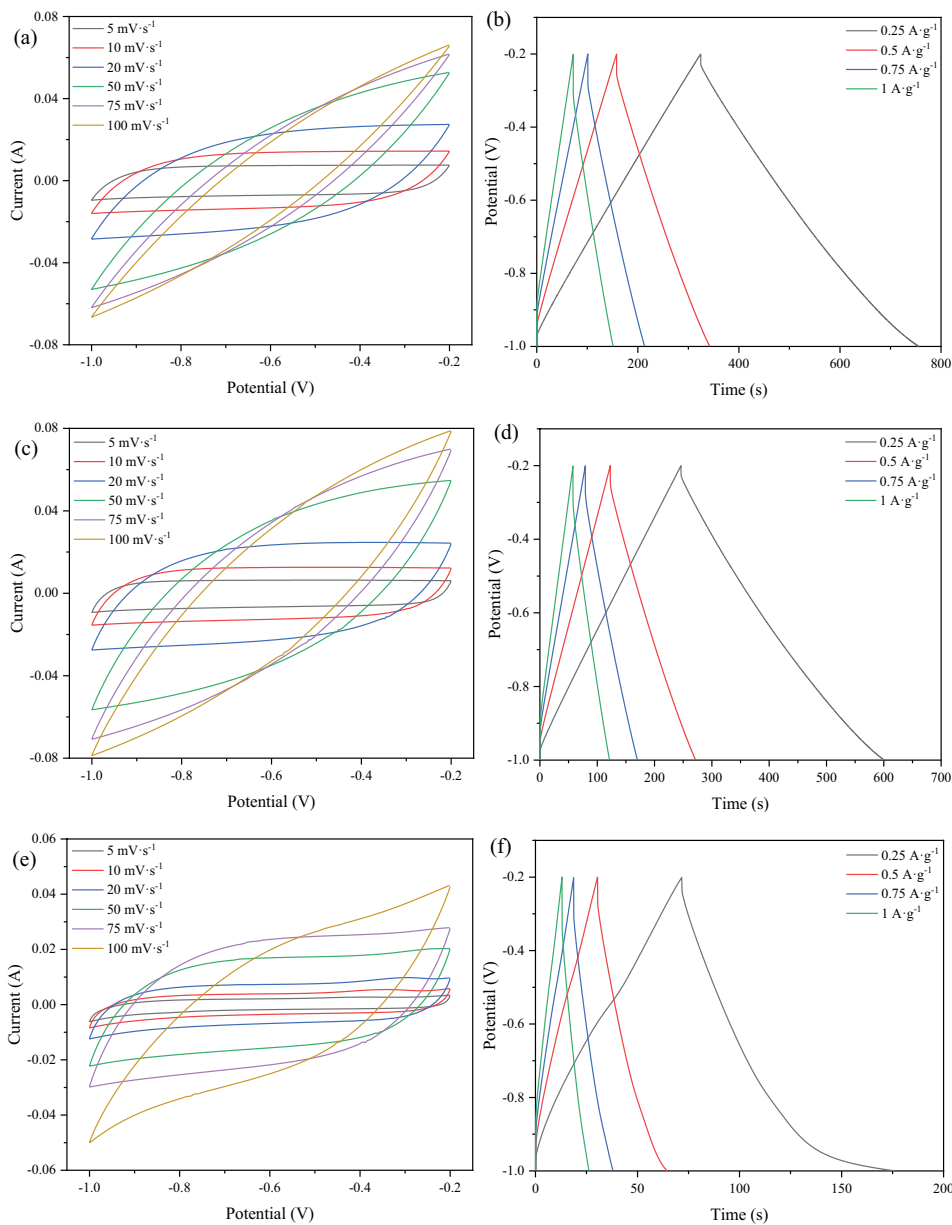 (a)
5 mV·s⁻¹
10 mV·s⁻¹
20 mV·s⁻¹
50 mV·s⁻¹
75 mV·s⁻¹
100 mV·s⁻¹
0.08
0.04
0.00
-0.04
-0.08
Current (A)
-1.0 -0.8 -0.6 -0.4 -0.2
Potential (V)
(b)
0.25 A·g⁻¹
0.5 A·g⁻¹
0.75 A·g⁻¹
1 A·g⁻¹
-0.2
-0.4
-0.6
-0.8
-1.0
Potential (V)
0 200 400 600 800
Time (s)
(c)
5 mV·s⁻¹
10 mV·s⁻¹
20 mV·s⁻¹
50 mV·s⁻¹
75 mV·s⁻¹
100 mV·s⁻¹
0.08
0.04
0.00
-0.04
-0.08
Current (A)
-1.0 -0.8 -0.6 -0.4 -0.2
Potential (V)
(d)
0.25 A·g⁻¹
0.5 A·g⁻¹
0.75 A·g⁻¹
1 A·g⁻¹
-0.2
-0.4
-0.6
-0.8
-1.0
Potential (V)
0 100 200 300 400 500 600 700
Time (s)
(e)
5 mV·s⁻¹
10 mV·s⁻¹
20 mV·s⁻¹
50 mV·s⁻¹
75 mV·s⁻¹
100 mV·s⁻¹
0.06
0.04
0.02
0.00
-0.02
-0.04
-0.06
Current (A)
-1.0 -0.8 -0.6 -0.4 -0.2
Potential (V)
(f)
0.25 A·g⁻¹
0.5 A·g⁻¹
0.75 A·g⁻¹
1 A·g⁻¹
-0.2
-0.4
-0.6
-0.8
-1.0
Potential (V)
0 50 100 150 200
Time (s)